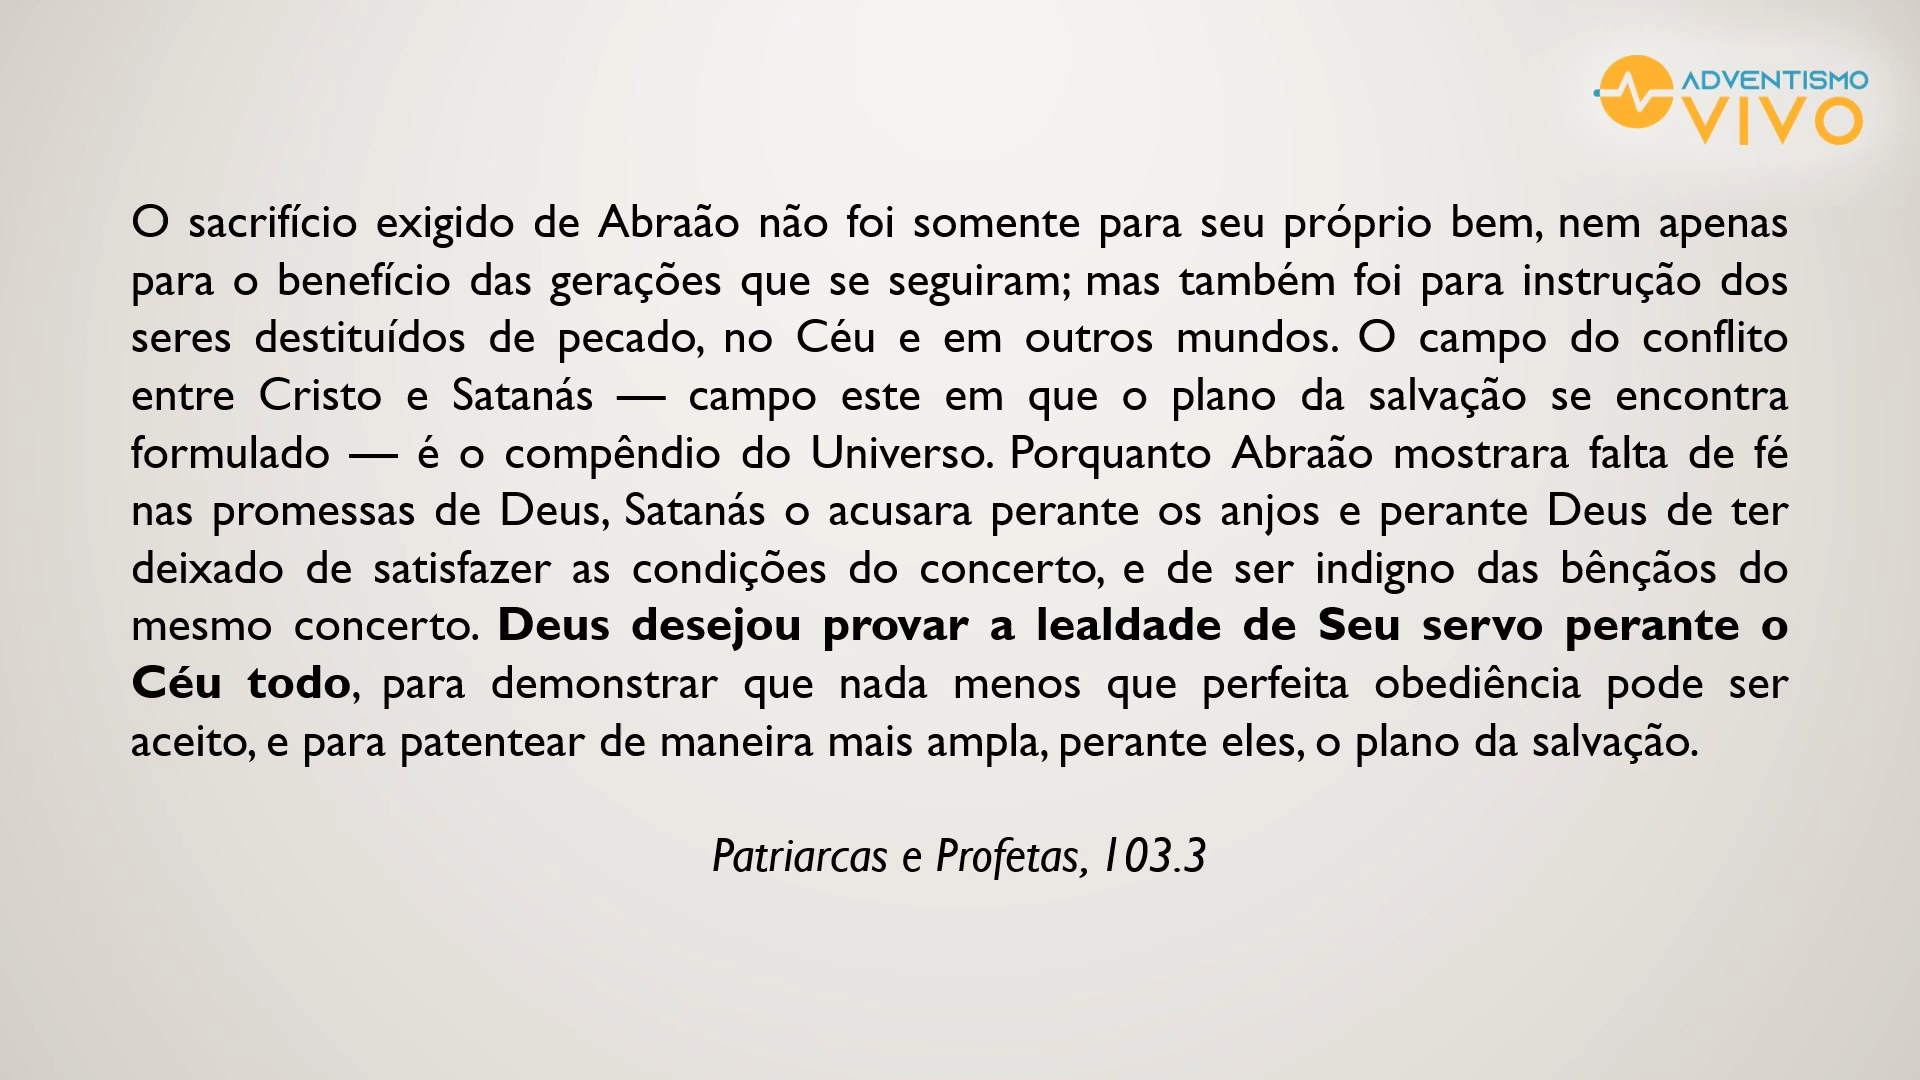 ADVENTISMO
VIVO
O sacrifício exigido de Abraão não foi somente para seu próprio bem, nem apenas
para o benefício das gerações que se seguiram; mas também foi para instrução dos
seres destituídos de pecado, no Céu e em outros mundos. O campo do conflito
entre Cristo e Satanás — campo este em que o plano da salvação se encontra
formulado — é o compêndio do Universo. Porquanto Abraão mostrara falta de fé
nas promessas de Deus, Satanás o acusara perante os anjos e perante Deus de ter
deixado de satisfazer as condições do concerto, e de ser indigno das bênçãos do
mesmo concerto. Deus desejou provar a lealdade de Seu servo perante o
Céu todo, para demonstrar que nada menos que perfeita obediência pode ser
aceito, e para patentear de maneira mais ampla, perante eles, o plano da salvação.
Patriarcas e Profetas, 103.3